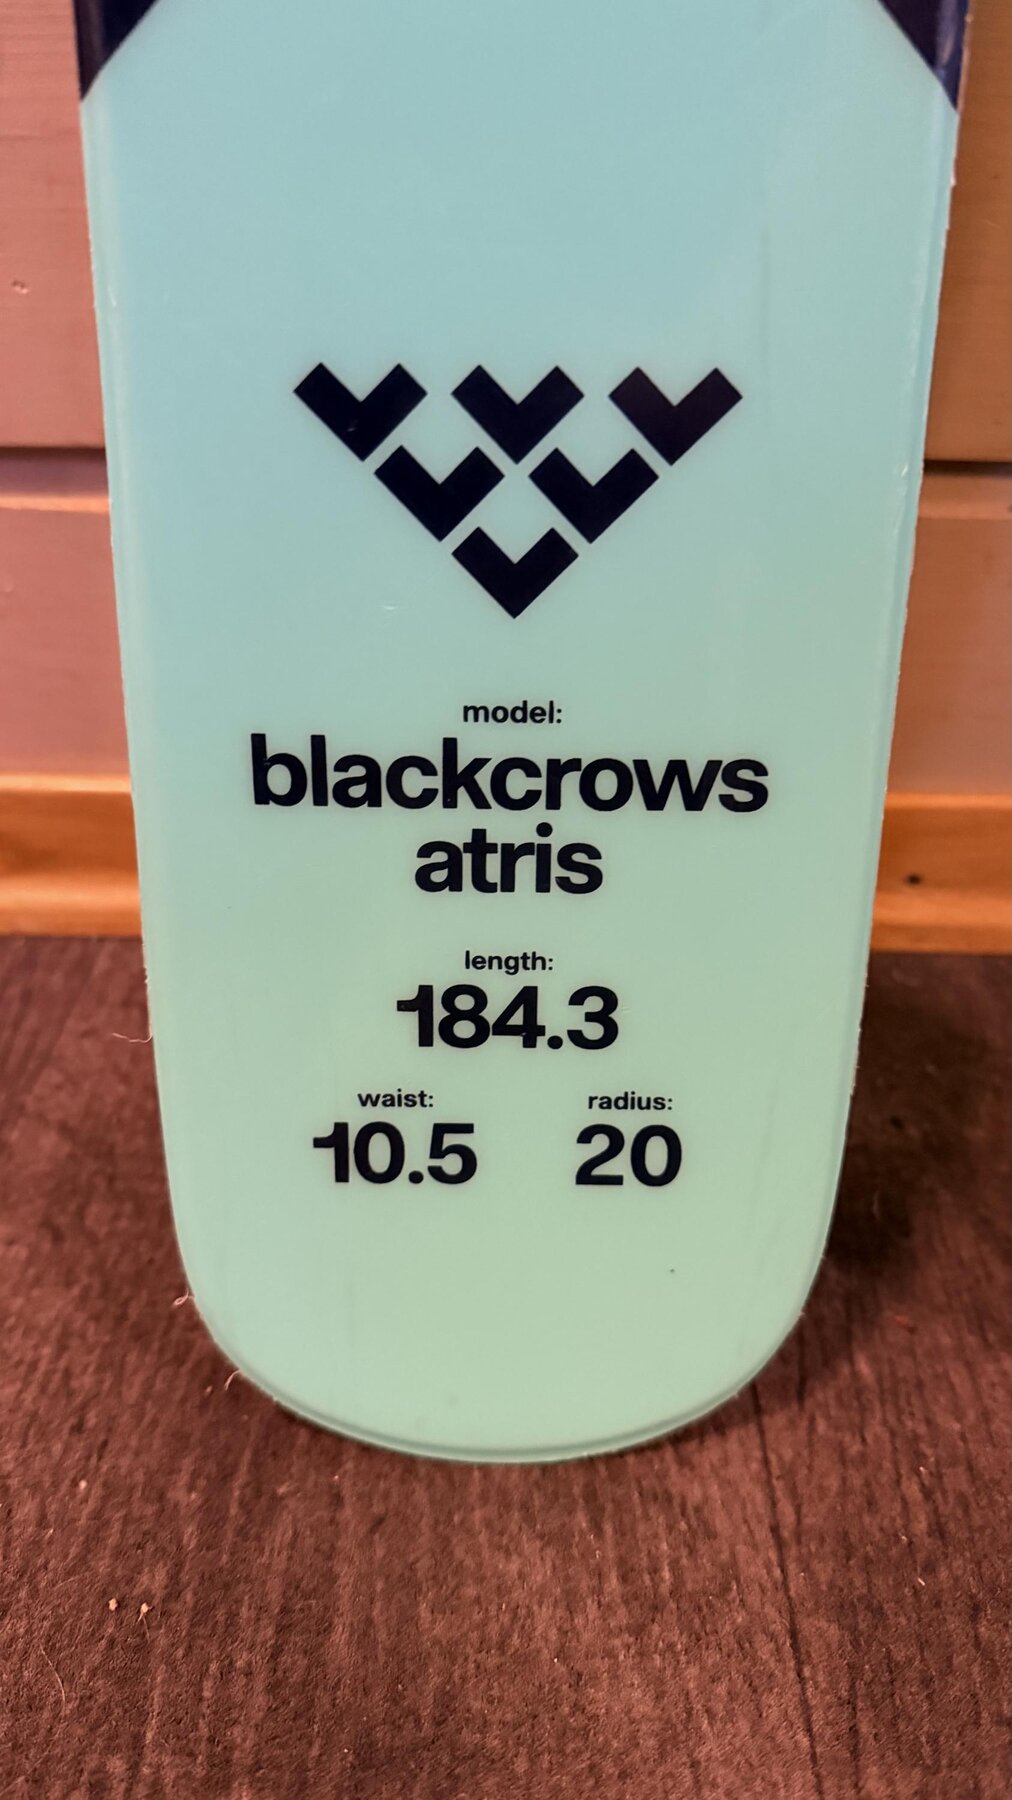 model:
blackcrows
atris
length:
184.3
waist: radius:
10.5 20